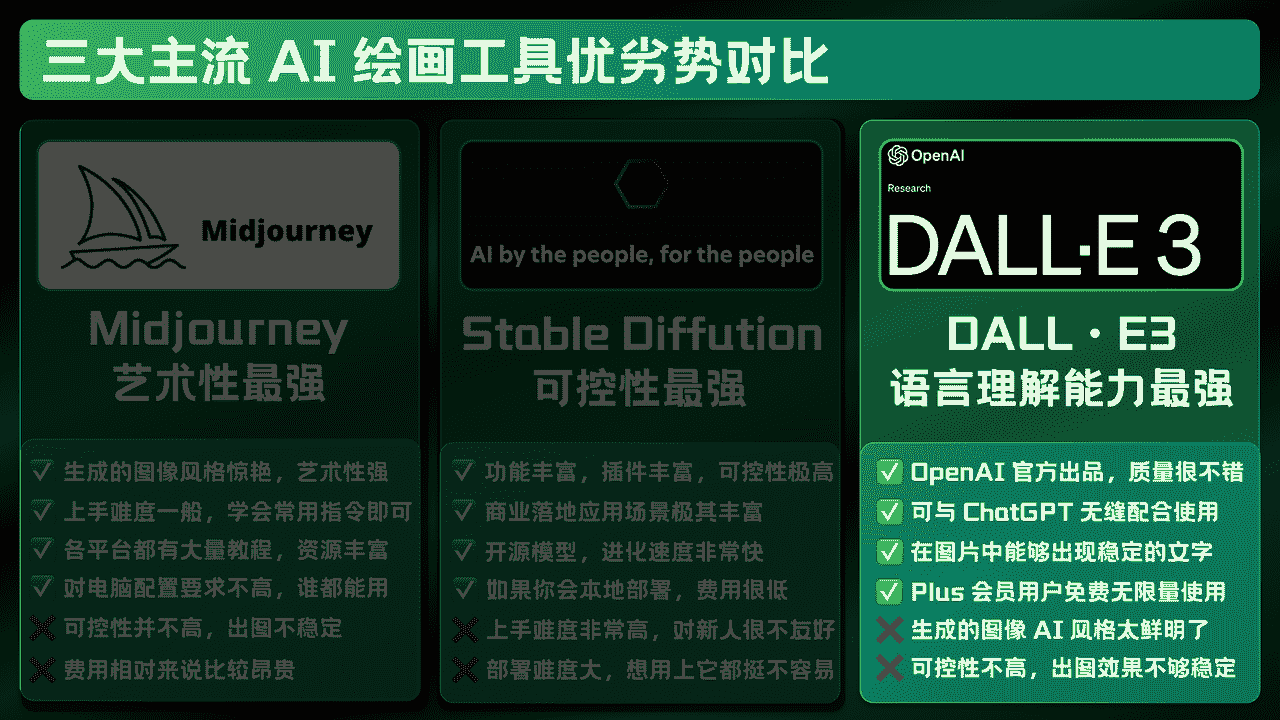 三大主流 AI 绘画工具优劣势对比
Midjourney
Midjourney
艺术性最强
生成的图像风格惊艳，艺术性强
上手难度一般，学会常用指令即可
各平台都有大量教程，资源丰富
对电脑配置要求不高，谁都能用
可控性并不高，出图不稳定
费用相对来说比较昂贵
AI by the people, for the people
Stable Diffution
可控性最强
功能丰富，插件丰富，可控性极高
商业落地应用场景极其丰富
开源模型，进化速度非常快
如果你会本地部署，费用很低
上手难度非常高，对新人很不友好
部署难度大，想用上它都挺不容易
OpenAI
Research
DALL·E 3
DALL · E3
语言理解能力最强
OpenAI 官方出品，质量很不错
可与 ChatGPT 无缝配合使用
在图片中能够出现稳定的文字
Plus 会员用户免费无限量使用
生成的图像 AI 风格太鲜明了
可控性不高，出图效果不够稳定